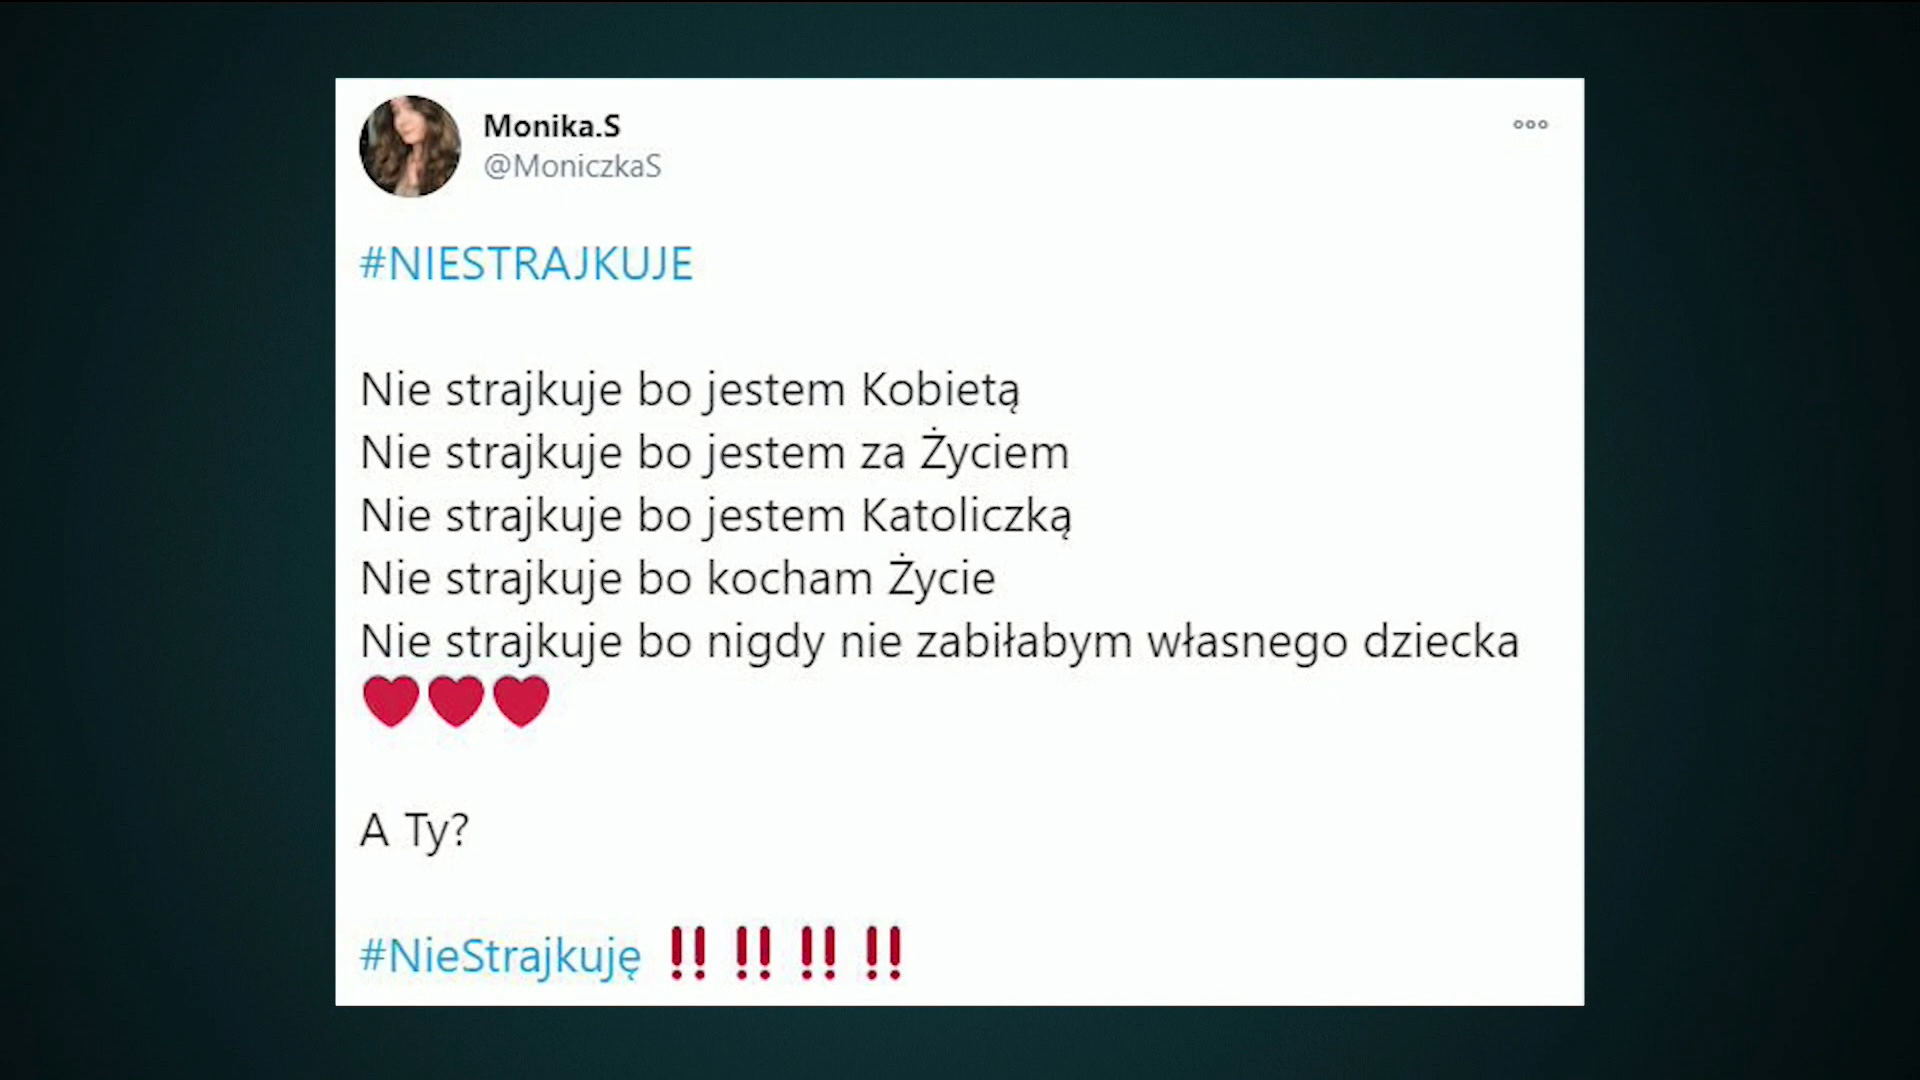 Monika.S
@MoniczkaS
#NIESTRAJKUJE
Nie strajkuje bo jestem Kobietą
Nie strajkuje bo jestem za Życiem
Nie strajkuje bo jestem Katoliczką
Nie strajkuje bo kocham Życie
Nie strajkuje bo nigdy nie zabiłabym własnego dziecka
❤️❤️❤️
A Ty?
#NieStrajkuję ‼️ ‼️ ‼️ ‼️